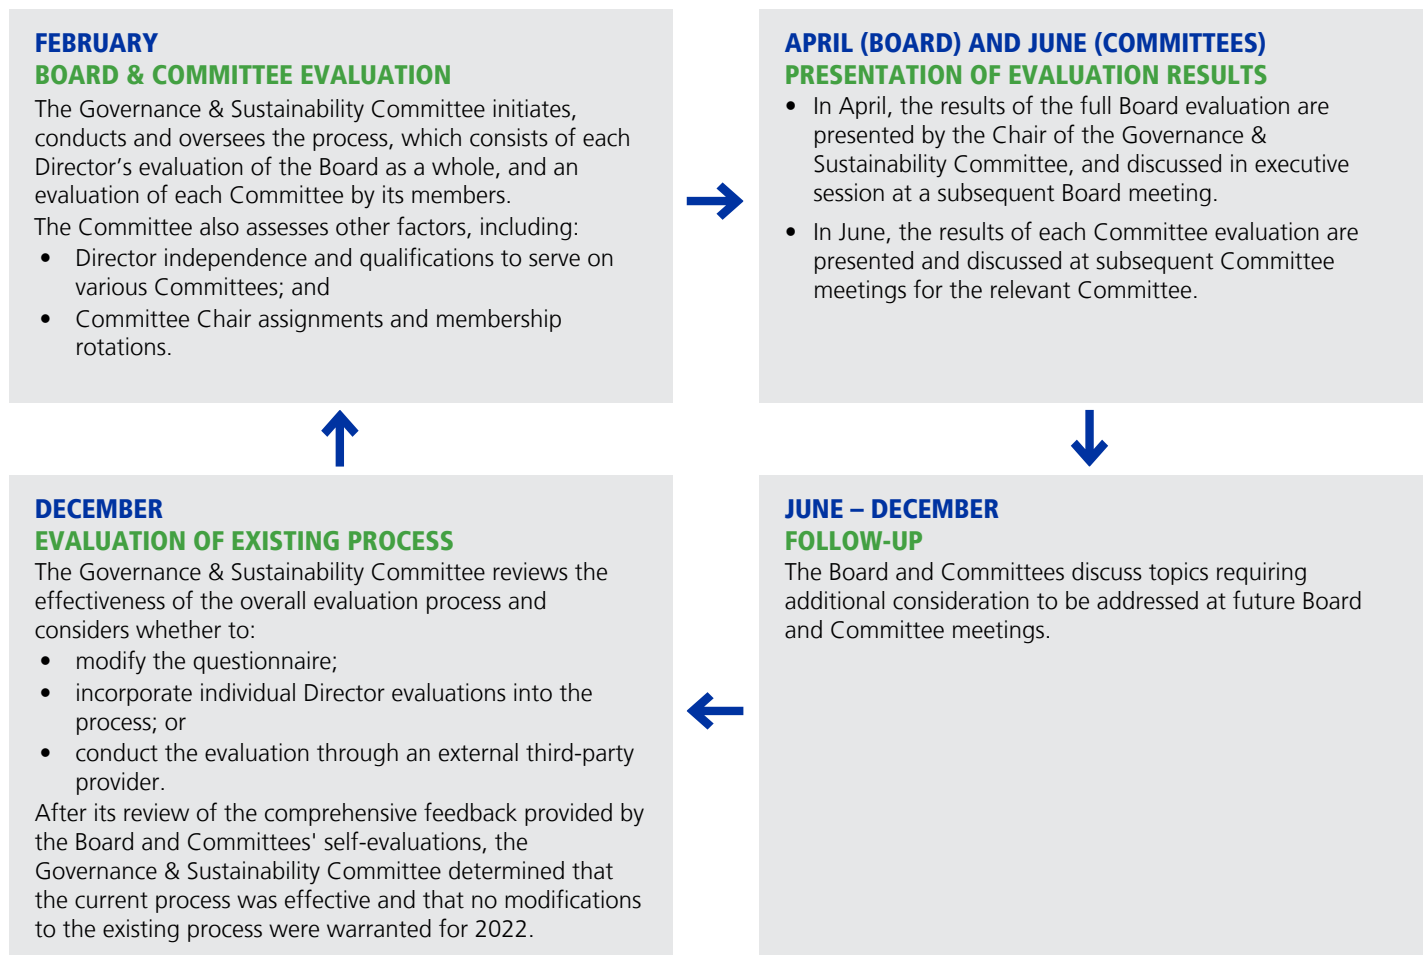 FEBRUARY
BOARD & COMMITTEE EVALUATION
The Governance & Sustainability Committee initiates,
conducts and oversees the process, which consists of each
Director’s evaluation of the Board as a whole, and an
evaluation of each Committee by its members.
The Committee also assesses other factors, including:
• Director independence and qualifications to serve on
various Committees; and
• Committee Chair assignments and membership
rotations.
APRIL (BOARD) AND JUNE (COMMITTEES)
PRESENTATION OF EVALUATION RESULTS
• In April, the results of the full Board evaluation are
presented by the Chair of the Governance &
Sustainability Committee, and discussed in executive
session at a subsequent Board meeting.
• In June, the results of each Committee evaluation are
presented and discussed at subsequent Committee
meetings for the relevant Committee.
JUNE – DECEMBER
FOLLOW-UP
The Board and Committees discuss topics requiring
additional consideration to be addressed at future Board
and Committee meetings.
DECEMBER
EVALUATION OF EXISTING PROCESS
The Governance & Sustainability Committee reviews the
effectiveness of the overall evaluation process and
considers whether to:
• modify the questionnaire;
• incorporate individual Director evaluations into the
process; or
• conduct the evaluation through an external third-party
provider.
After its review of the comprehensive feedback provided by
the Board and Committees' self-evaluations, the
Governance & Sustainability Committee determined that
the current process was effective and that no modifications
to the existing process were warranted for 2022.